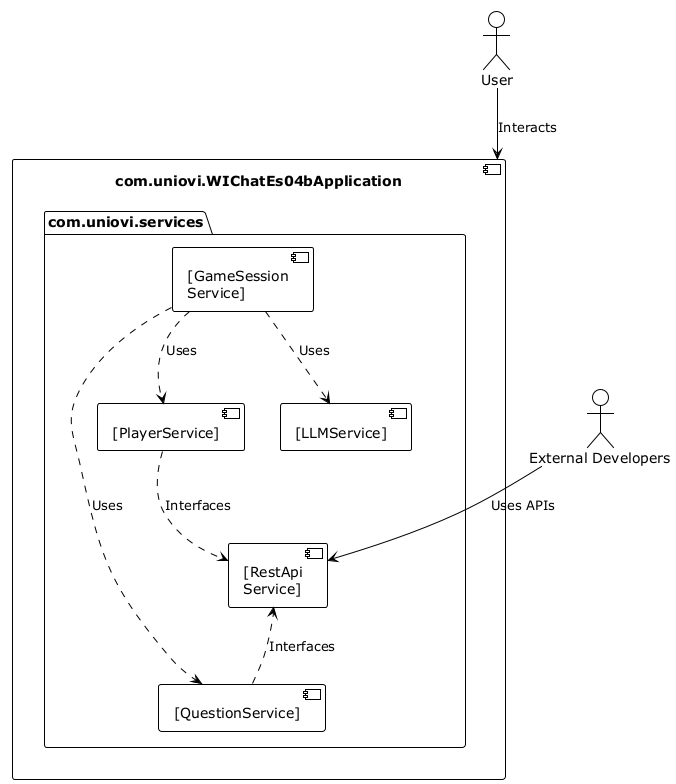 User
Interacts
com.uniovi.WIChatEs04bApplication
com.uniovi.services
[GameSession
Service]
Uses
Uses
[PlayerService]
[LLMService]
External Developers
Uses
Interfaces
Uses APIs
[RestApi
Service]
Interfaces
[QuestionService]